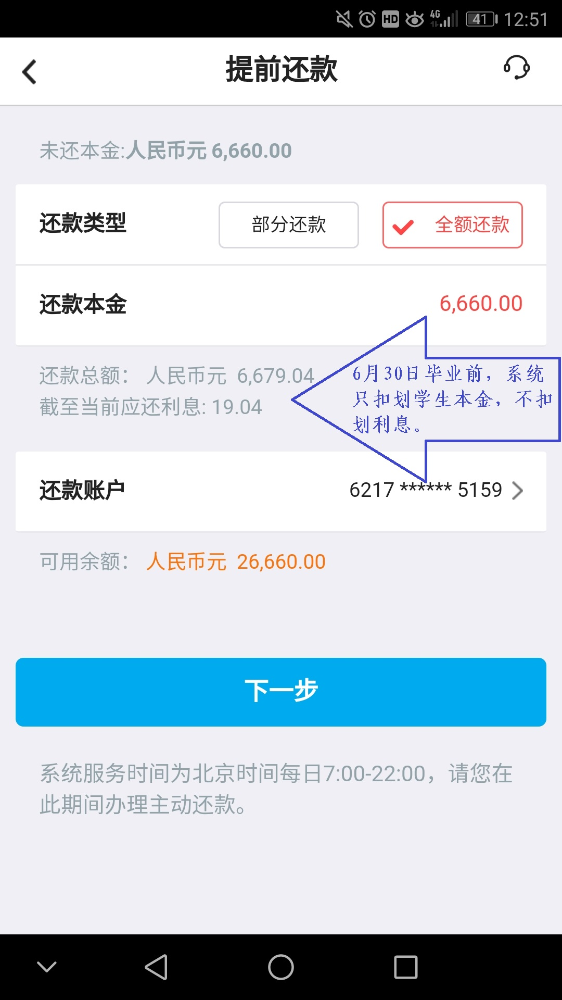 HD 4G 41 12:51
提前还款
未还本金:人民币元 6,660.00
还款类型 部分还款 全额还款
还款本金 6,660.00
还款总额： 人民币元 6,679.04
截至当前应还利息: 19.04
6月30日毕业前，系统
只扣划学生本金，不扣
划利息。
还款账户 6217 ****** 5159
可用余额： 人民币元 26,660.00
下一步
系统服务时间为北京时间每日7:00-22:00，请您在
此期间办理主动还款。